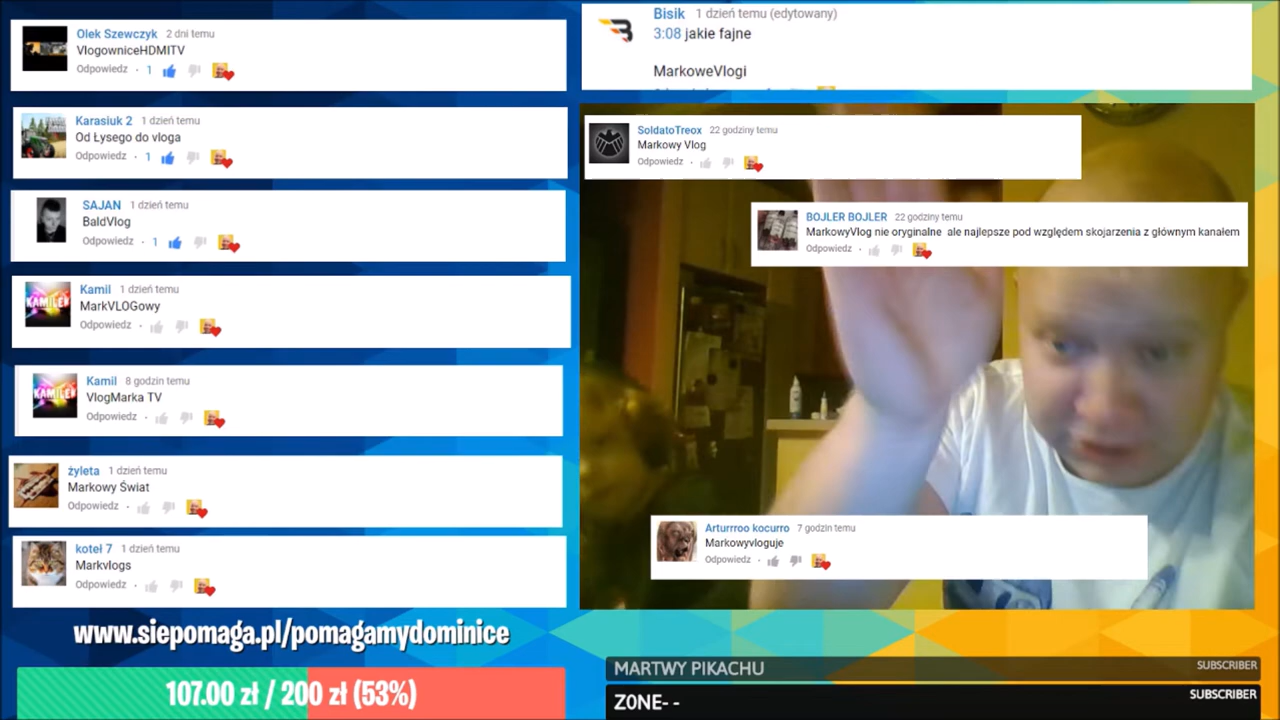 Olek Szewczyk 2 dni temu
VlogowniceHDMITV
Odpowiedz · 1
Karasiuk 2 1 dzień temu
Od Łysego do vloga
Odpowiedz · 1
SAJAN 1 dzień temu
BaldVlog
Odpowiedz · 1
KAMILEK
Kamil 1 dzień temu
MarkVLOGowy
Odpowiedz ·
KAMILEK
Kamil 8 godzin temu
VlogMarka TV
Odpowiedz ·
żyleta 1 dzień temu
Markowy Świat
Odpowiedz ·
koteł 7 1 dzień temu
Markvlogs
Odpowiedz ·
www.siepomaga.pl/pomagamydominice
107.00 zł / 200 zł (53%)
Bisik 1 dzień temu (edytowany)
3:08 jakie fajne
MarkoweVlogi
SoldatoTreox 22 godziny temu
Markowy Vlog
Odpowiedz ·
BOJLER BOJLER 22 godziny temu
MarkowyVlog nie oryginalne ale najlepsze pod względem skojarzenia z głównym kanałem
Odpowiedz ·
Arturrroo kocurro 7 godzin temu
Markowyvloguje
Odpowiedz ·
MARTWY PIKACHU SUBSCRIBER
Z0NE- - SUBSCRIBER